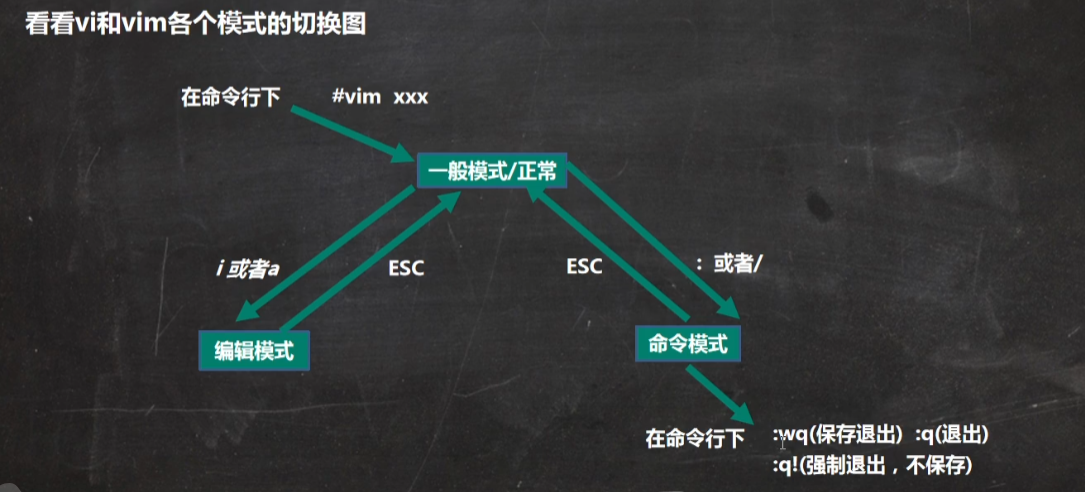 看看vi和vim各个模式的切换图
在命令行下 #vim xxx
一般模式/正常
i 或者a
ESC
ESC
: 或者/
编辑模式
命令模式
在命令行下
:wq(保存退出) :q(退出)
:q!(强制退出，不保存)